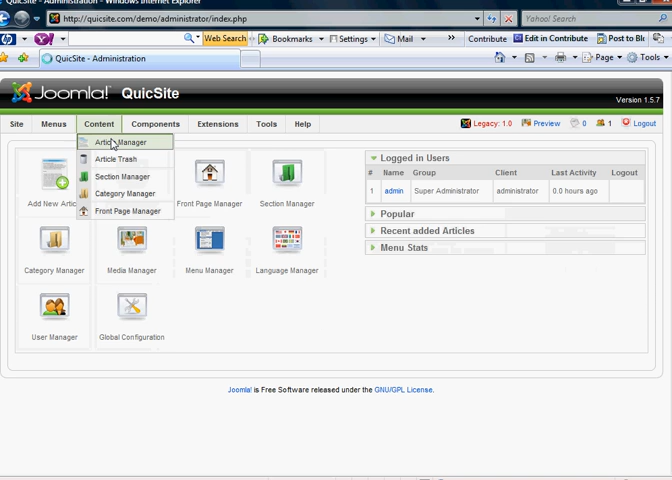 QuicSite - Administration - Windows Internet Explorer
http://quicsite.com/demo/administrator/index.php
Yahoo! Search
Web Search
Bookmarks
Settings
Mail
Contribute
Edit in Contribute
QuicSite - Administration
Page
Tools
Joomla! QuicSite
Version 1.5.7
Site Menus Content Components Extensions Tools Help
Legacy: 1.0 Preview 0 1 Logout
Article Manager
Article Trash
Section Manager
Category Manager
Front Page Manager
Add New
Front Page Manager
Category Manager
Media Manager
Menu Manager
Language Manager
User Manager
Global Configuration
Logged in Users
# Name Group Client Last Activity Logout
1 admin Super Administrator administrator 0.0 hours ago
Popular
Recent added Articles
Menu Stats
Joomla! is Free Software released under the GNU/GPL License.